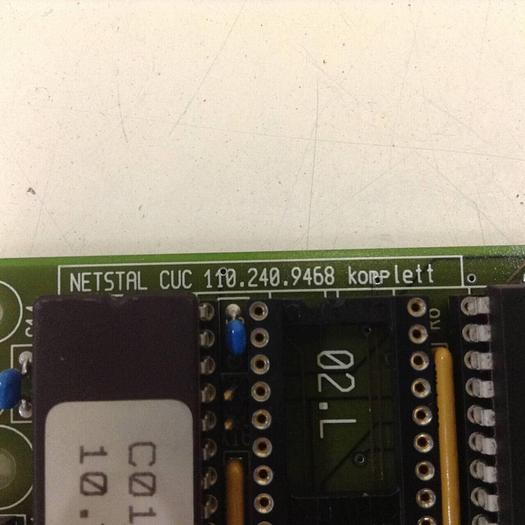 NETSTAL CUC 110.240.9468 komplett
02.L
C01
10.